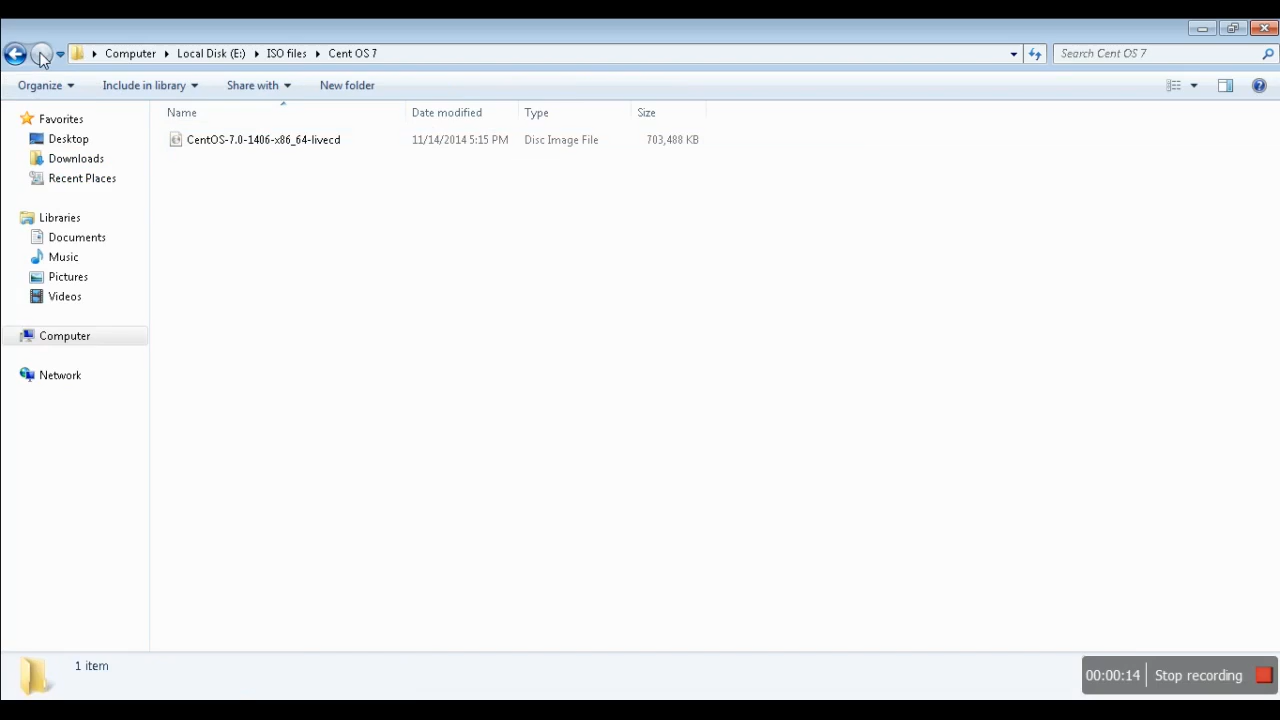 Computer Local Disk (E:) ISO files Cent OS 7 Search Cent OS 7
Organize Include in library Share with New folder
Name Date modified Type Size
CentOS-7.0-1406-x86_64-livecd 11/14/2014 5:15 PM Disc Image File 703,488 KB
Favorites
Desktop
Downloads
Recent Places
Libraries
Documents
Music
Pictures
Videos
Computer
Network
1 item
00:00:14 Stop recording